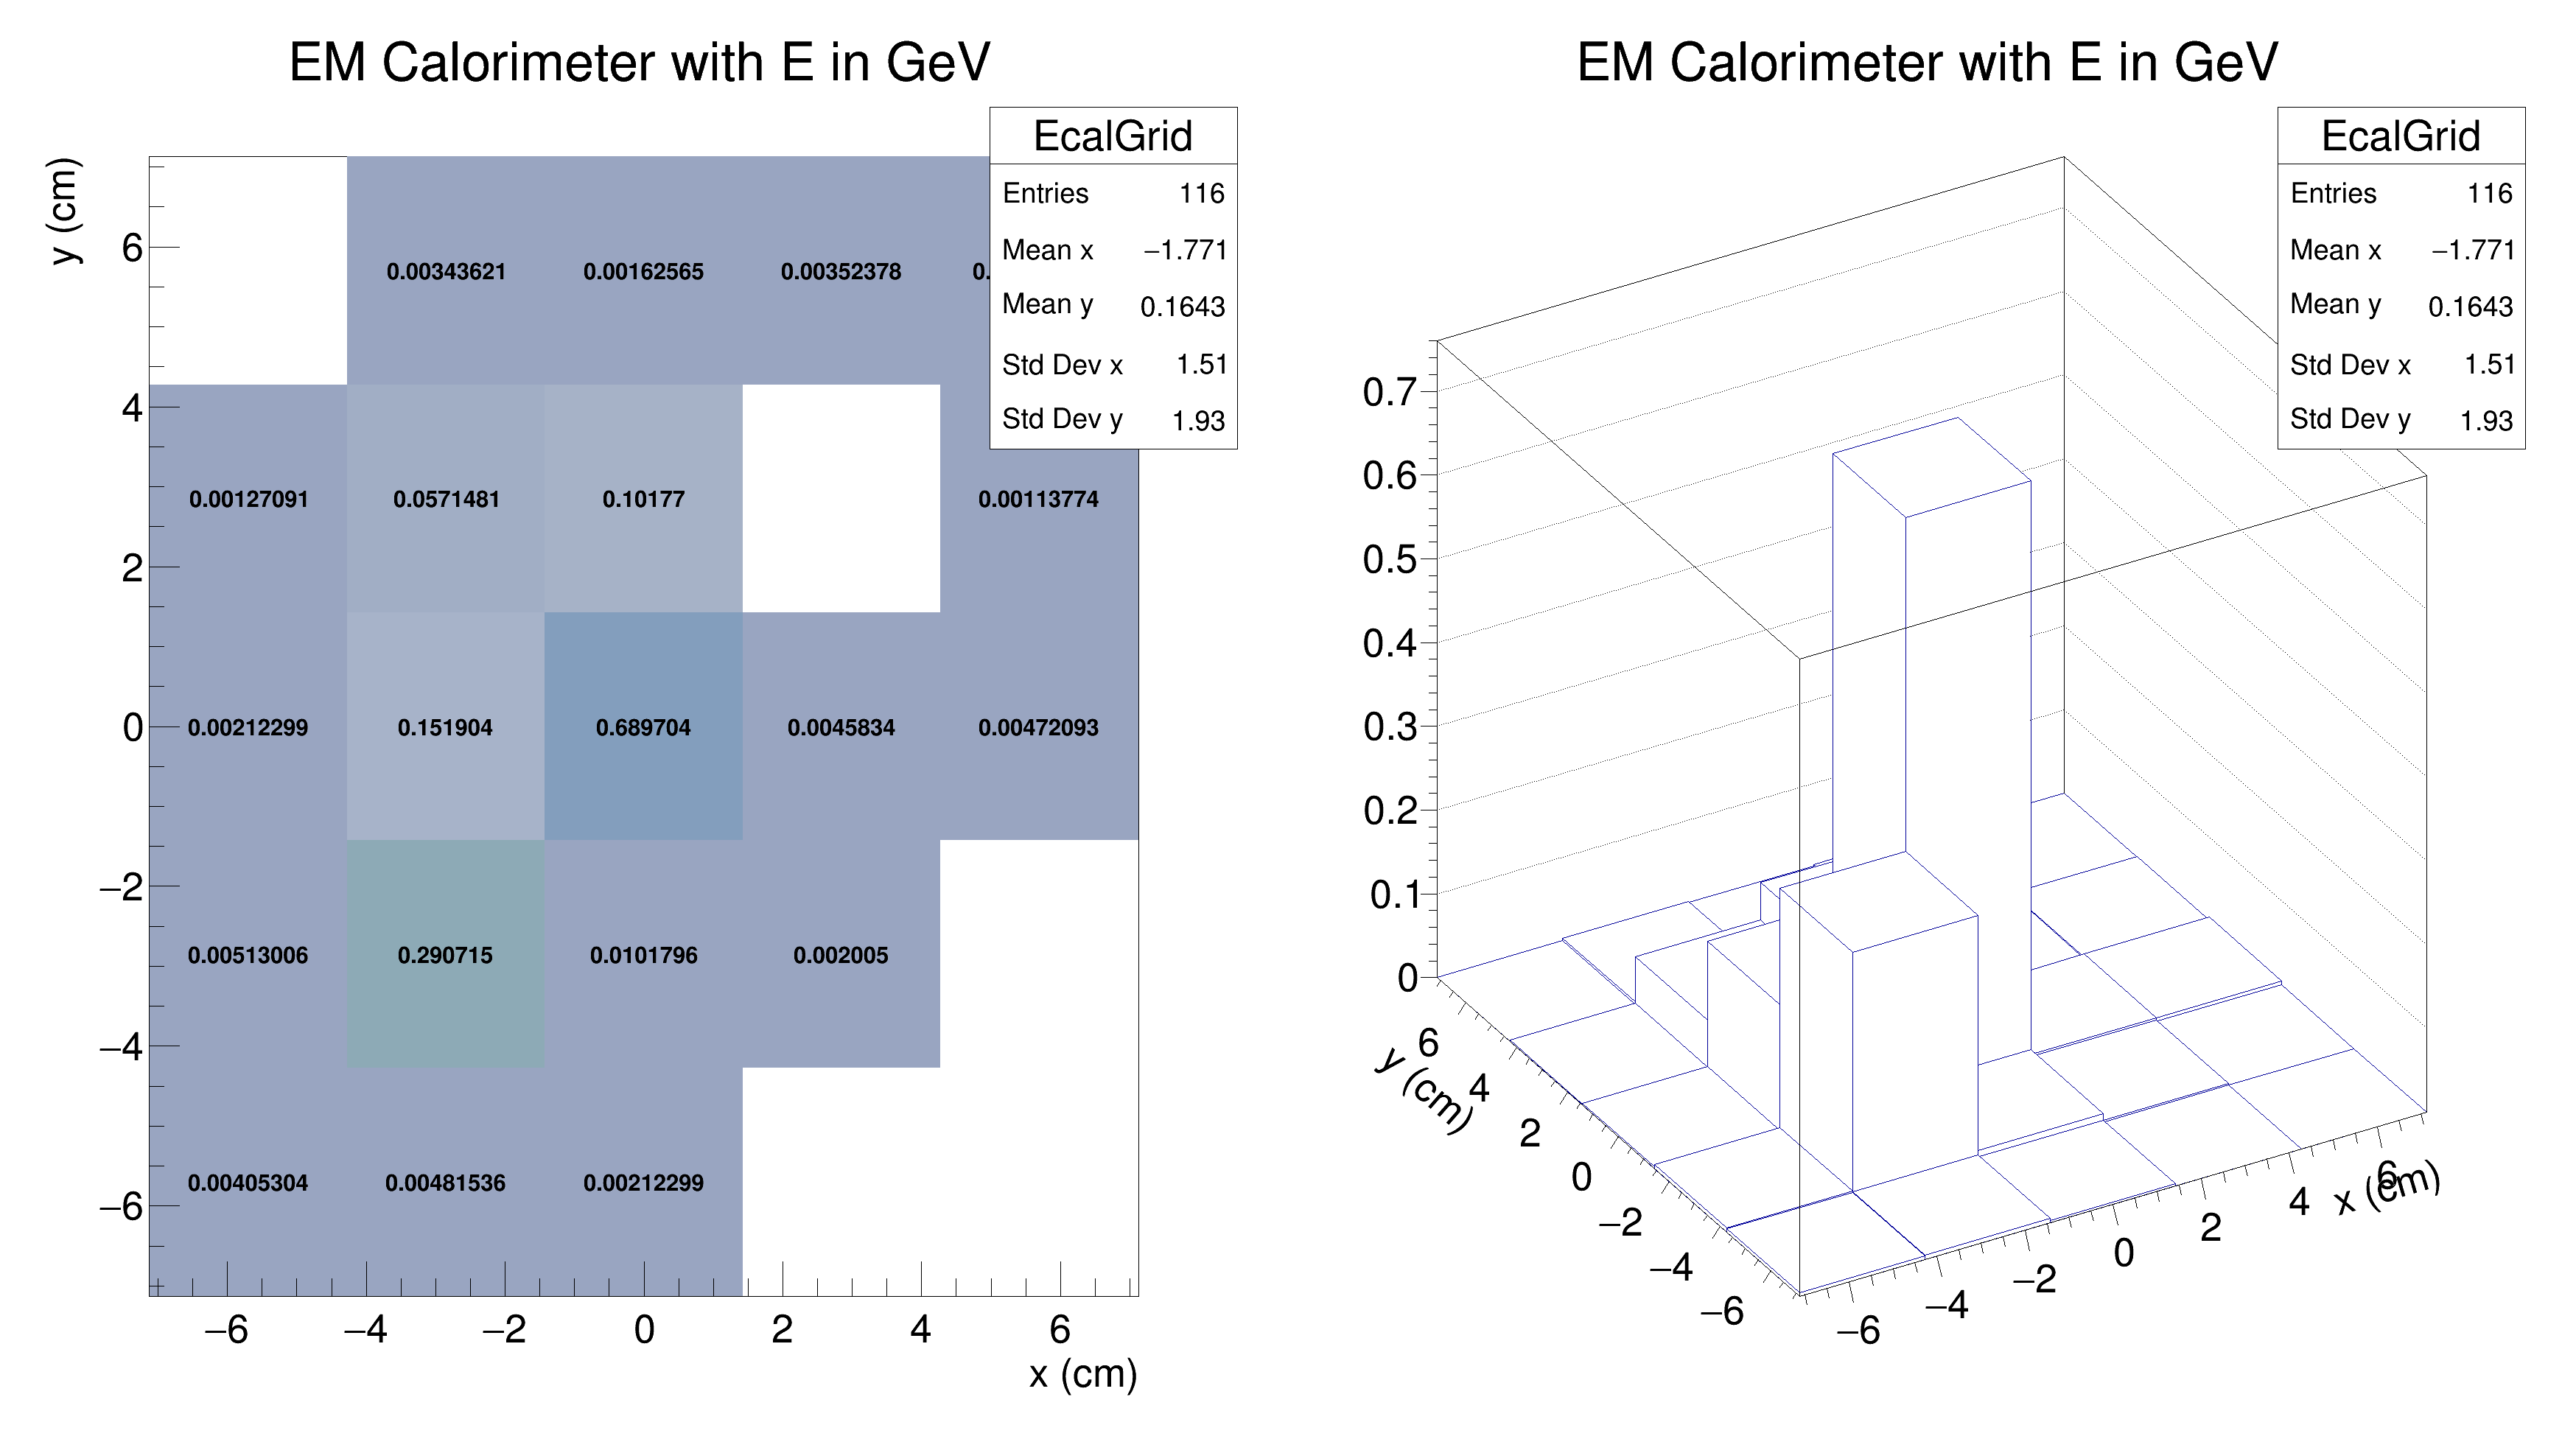 EM Calorimeter with E in GeV
EcalGrid
Entries 116
Mean x −1.771
Mean y 0.1643
Std Dev x 1.51
Std Dev y 1.93
y (cm)
6
4
2
0
−2
−4
−6
0.00343621 0.00162565 0.00352378 0.
0.00127091 0.0571481 0.10177 0.00113774
0.00212299 0.151904 0.689704 0.0045834 0.00472093
0.00513006 0.290715 0.0101796 0.002005
0.00405304 0.00481536 0.00212299
−6 −4 −2 0 2 4 6
x (cm)
EM Calorimeter with E in GeV
EcalGrid
Entries 116
Mean x −1.771
Mean y 0.1643
Std Dev x 1.51
Std Dev y 1.93
0.7
0.6
0.5
0.4
0.3
0.2
0.1
0
y (cm)
6
4
2
0
−2
−4
−6
−6
−4
−2
0
2
4
6
x (cm)